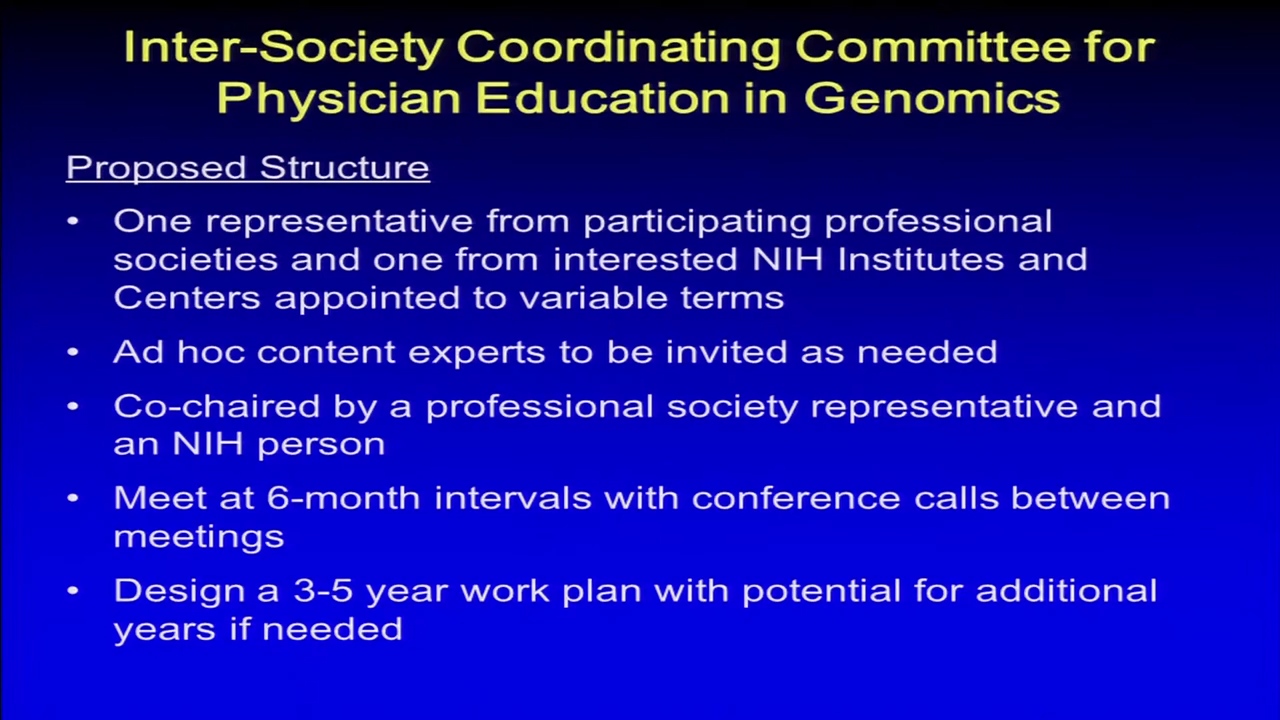 Inter-Society Coordinating Committee for
Physician Education in Genomics
Proposed Structure
• One representative from participating professional
societies and one from interested NIH Institutes and
Centers appointed to variable terms
• Ad hoc content experts to be invited as needed
• Co-chaired by a professional society representative and
an NIH person
• Meet at 6-month intervals with conference calls between
meetings
• Design a 3-5 year work plan with potential for additional
years if needed